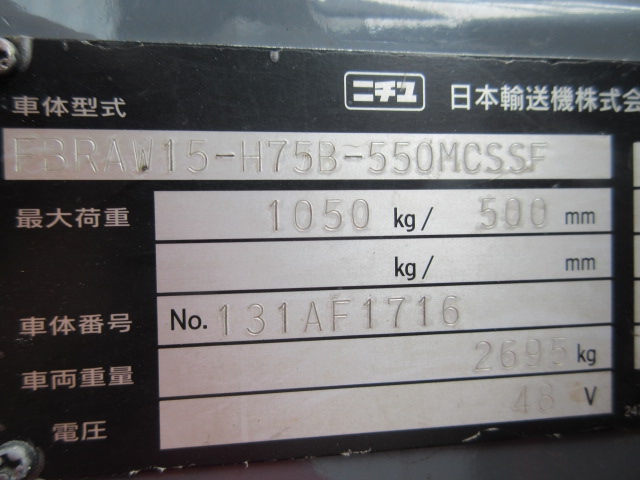 ニチユ 日本輸送機株式会
車体型式
FBRAW15-H75B-550MCSSF
最大荷重 1050 kg/ 500 mm
kg/ mm
車体番号 No. 131AF1716
車両重量 2695 kg
電圧 48 V